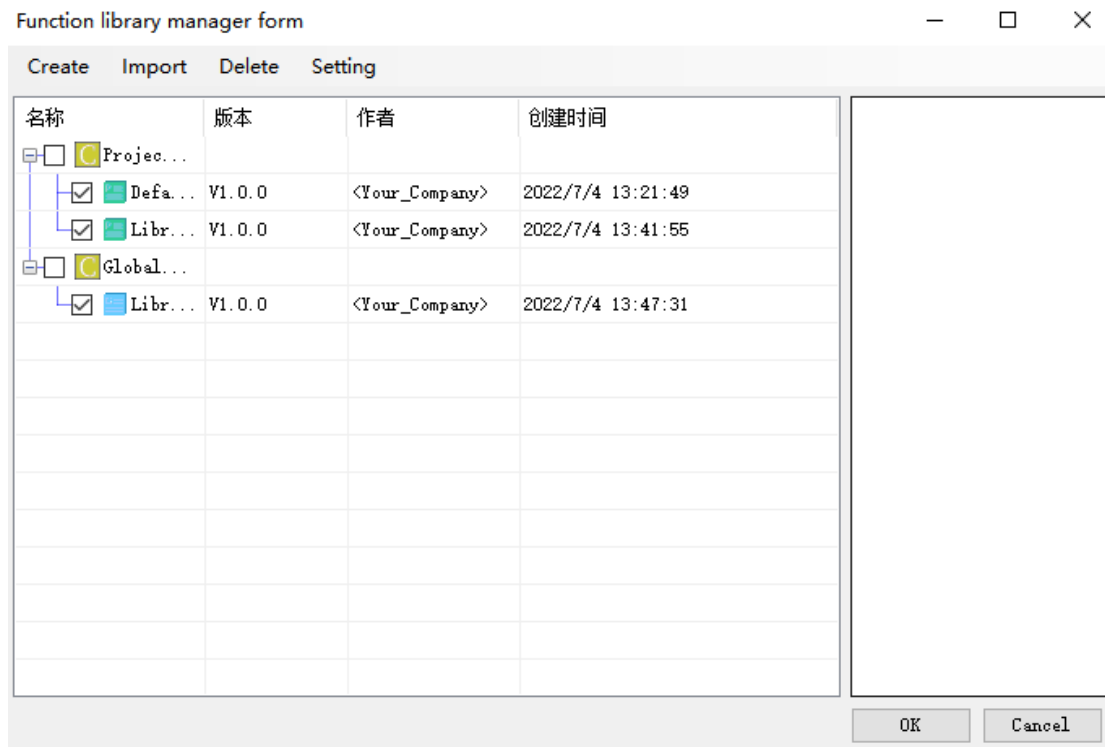 Function library manager form
Create Import Delete Setting
名称 版本 作者 创建时间
C Projec...
Defa... V1.0.0 <Your_Company> 2022/7/4 13:21:49
Libr... V1.0.0 <Your_Company> 2022/7/4 13:41:55
C Global...
Libr... V1.0.0 <Your_Company> 2022/7/4 13:47:31
OK Cancel